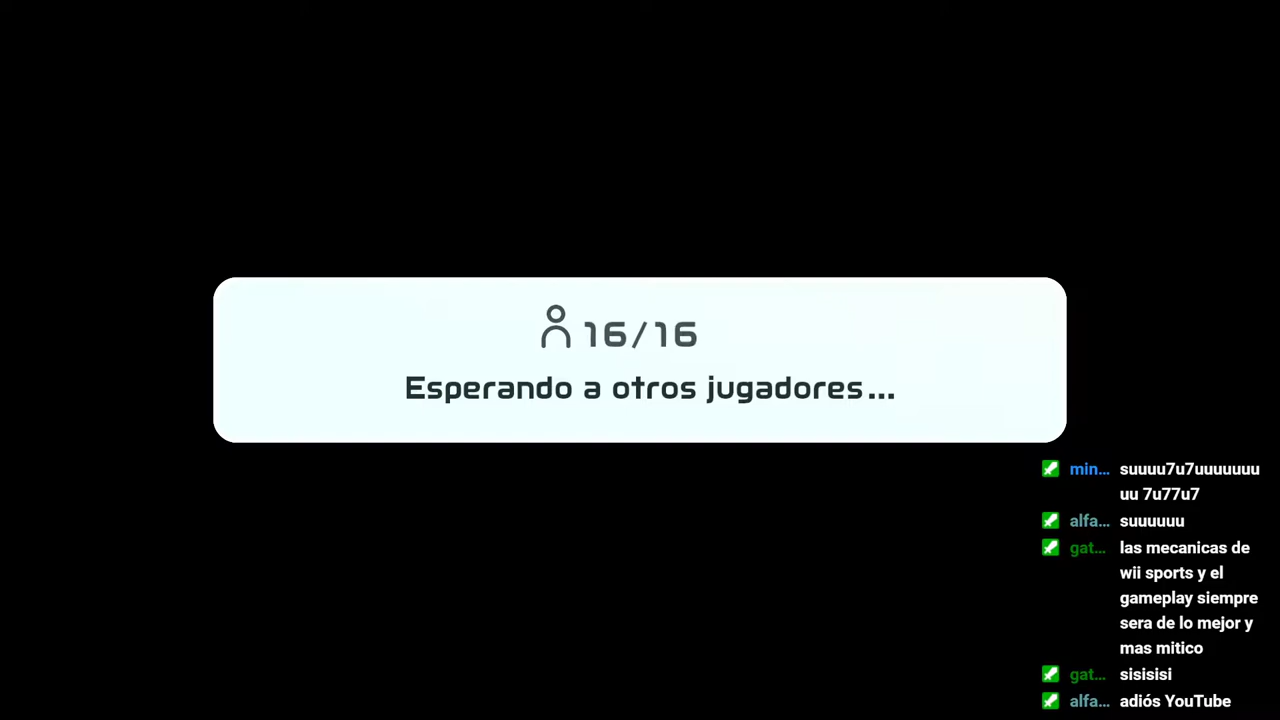 16/16
Esperando a otros jugadores...
min... suuuu7u7uuuuuuu
uu 7u77u7
alfa... suuuuuu
gat... las mecanicas de
wii sports y el
gameplay siempre
sera de lo mejor y
mas mitico
gat... sisisisi
alfa... adiós YouTube